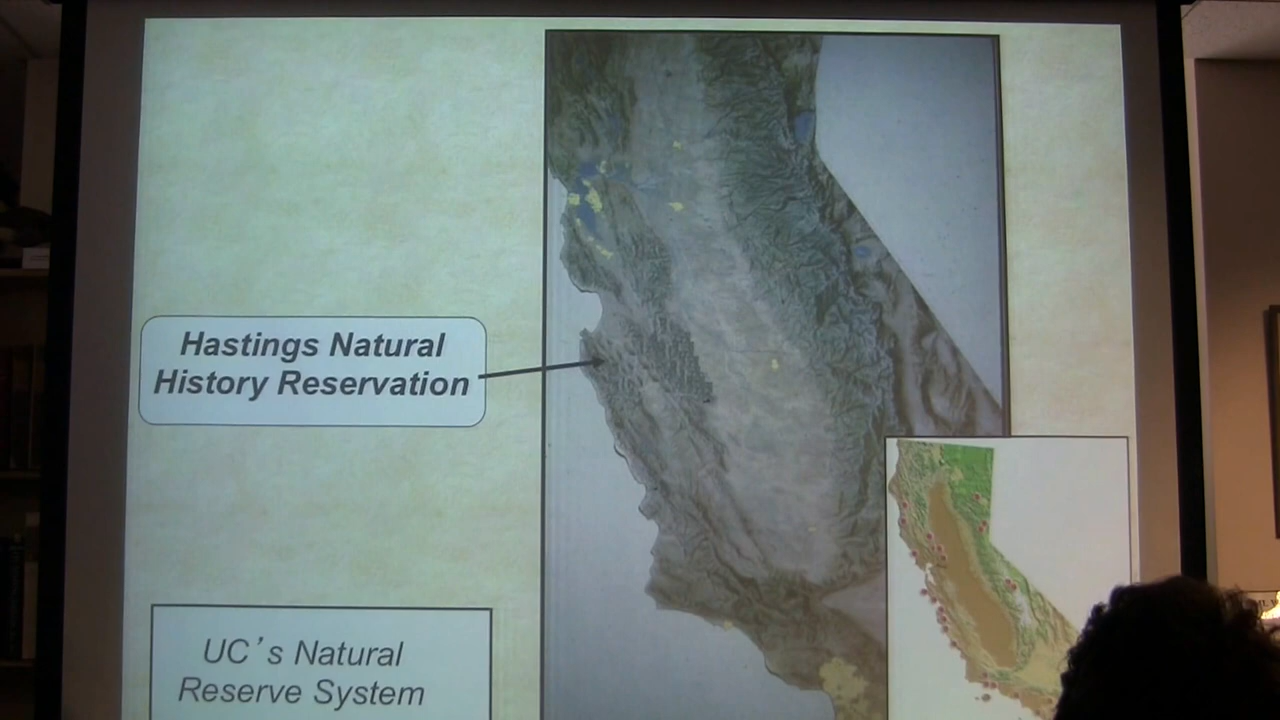 Hastings Natural
History Reservation
UC's Natural
Reserve System